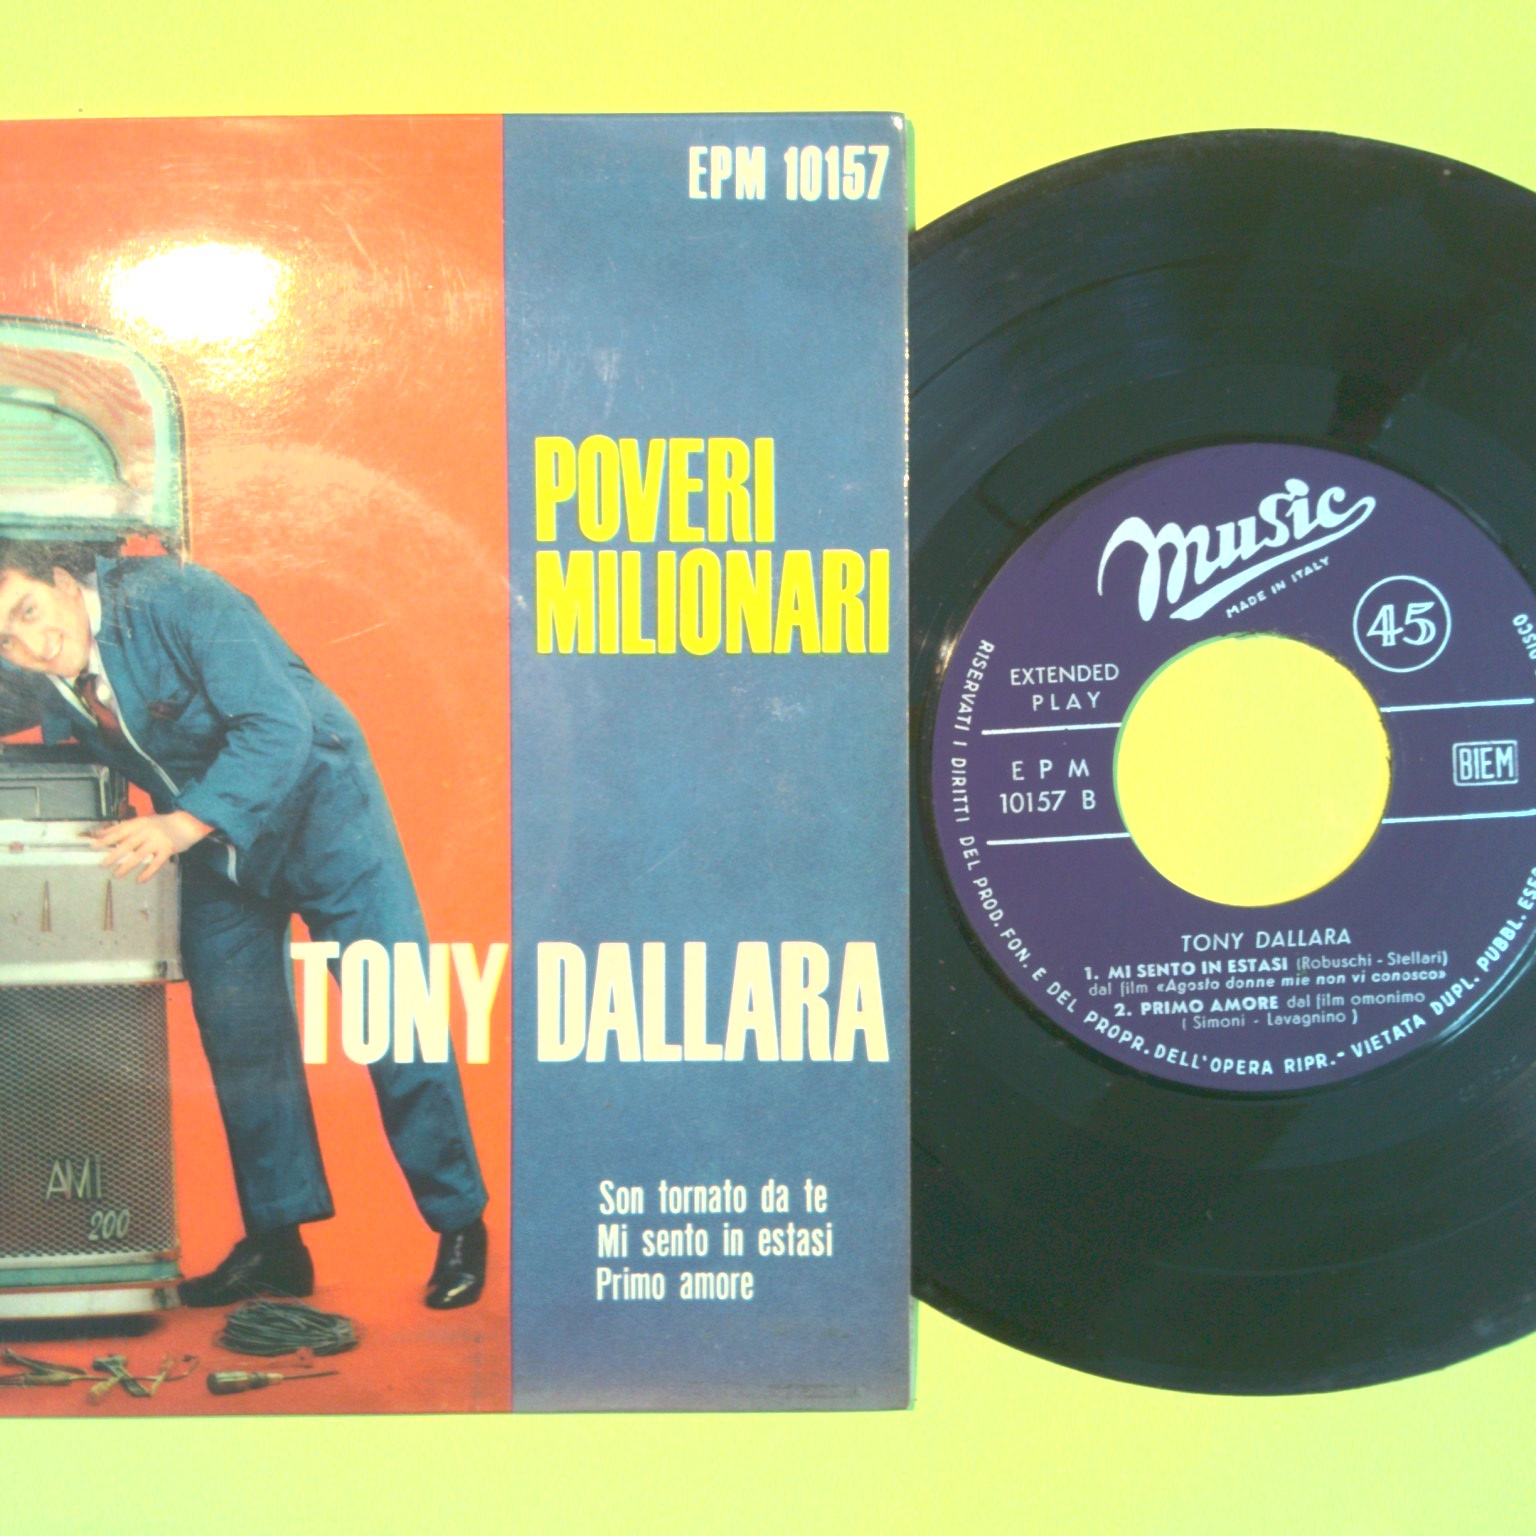 EPM 10157
POVERI
MILIONARI
TONY DALLARA
Son tornato da te
Mi sento in estasi
Primo amore
AMI
200
Music
MADE IN ITALY
45
EXTENDED
PLAY
EPM
10157 B
BIEM
TONY DALLARA
1. MI SENTO IN ESTASI (Robuschi - Stellari)
dal film «Agosto donne mie non vi conosco»
2. PRIMO AMORE dal film omonimo
( Simoni - Lavagnino )
RISERVATI I DIRITTI DEL PROD. FON. E DEL PROPR. DELL'OPERA RIPR. - VIETATA DUPL. PUBBL. ESEC
DISCO